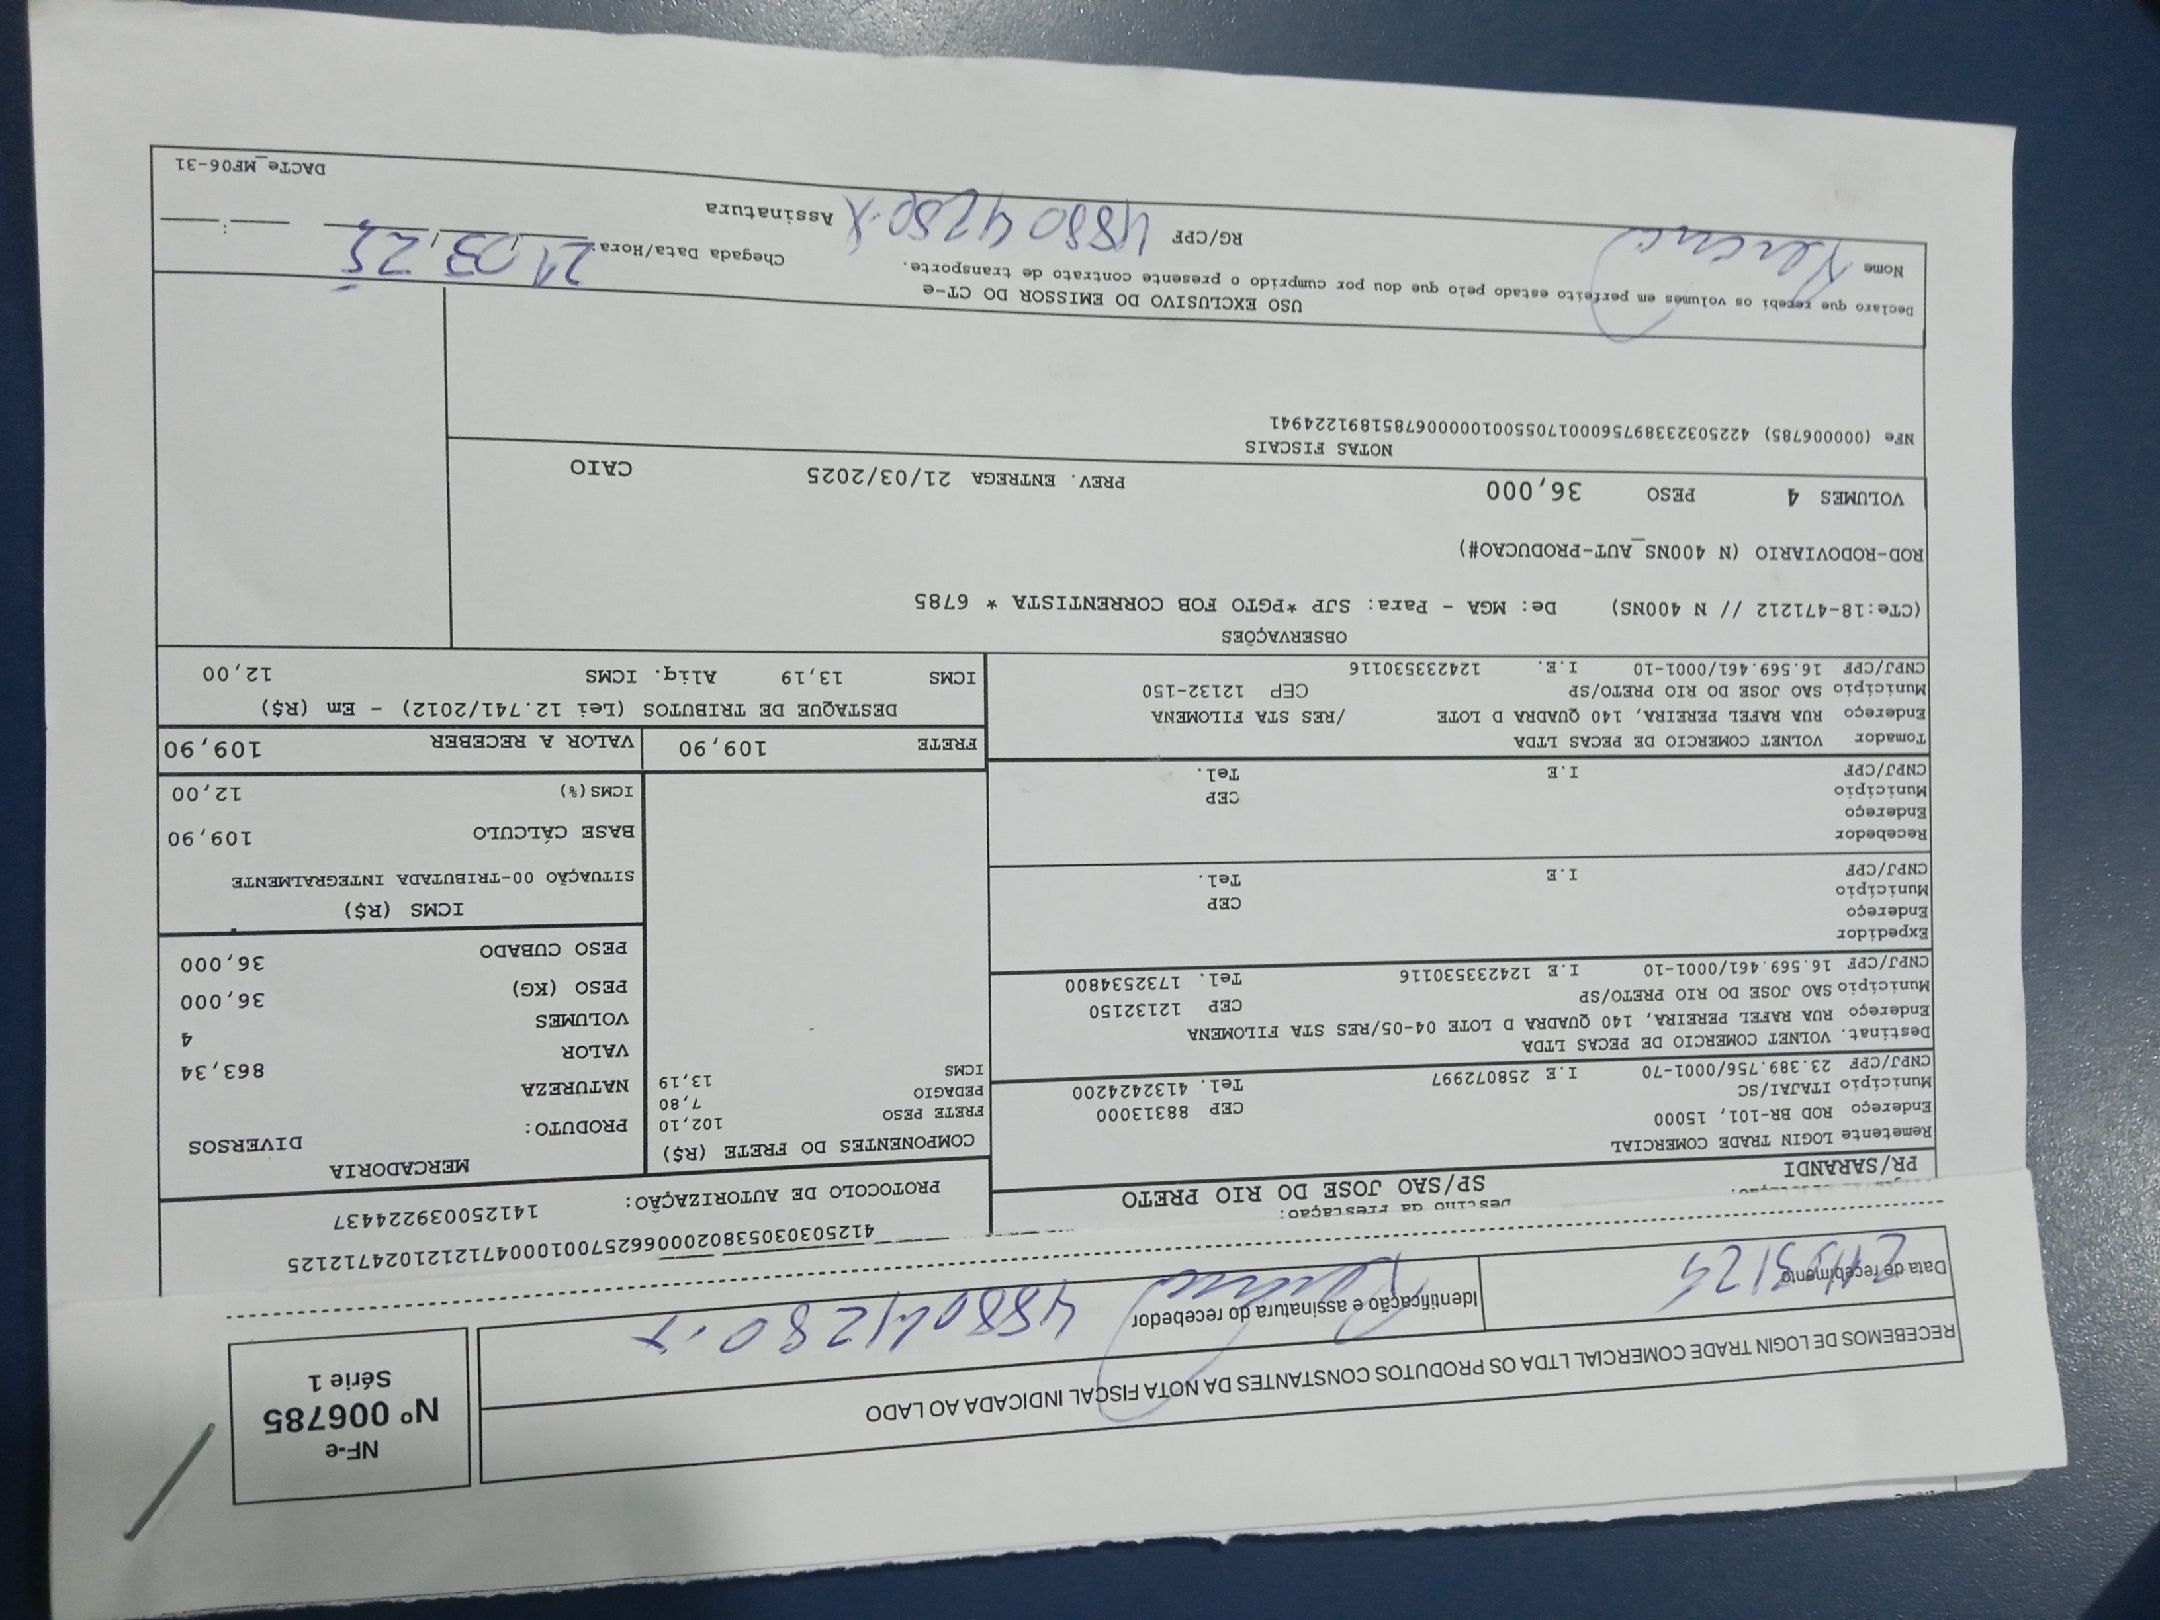 NF-e
Nº 006785
Série 1
RECEBEMOS DE LOGIN TRADE COMERCIAL LTDA OS PRODUTOS CONSTANTES DA NOTA FISCAL INDICADA AO LADO
Data de recebimento
Identificação e assinatura do recebedor
48804280-X
41250303053802000662570010004712121024712125
PROTOCOLO DE AUTORIZAÇÃO: 141250039224437
Destino da Prestação:
PR/SARANDI
SP/SAO JOSE DO RIO PRETO
Remetente LOGIN TRADE COMERCIAL
Endereço ROD BR-101, 15000 CEP 88313000
Município ITAJAI/SC Tel. 4132424200
CNPJ/CPF 23.389.756/0001-70 I.E 258072997
Destinat. VOLNET COMERCIO DE PECAS LTDA
Endereço RUA RAFEL PEREIRA, 140 QUADRA D LOTE 04-05/RES STA FILOMENA
Município SAO JOSE DO RIO PRETO/SP CEP 12132150
CNPJ/CPF 16.569.461/0001-10 I.E 12423530116 Tel. 1732534800
Expedidor
Endereço
Município CEP
CNPJ/CPF I.E Tel.
Recebedor
Endereço
Município CEP
CNPJ/CPF I.E Tel.
Tomador VOLNET COMERCIO DE PECAS LTDA
Endereço RUA RAFEL PEREIRA, 140 QUADRA D LOTE /RES STA FILOMENA
Município SAO JOSE DO RIO PRETO/SP CEP 12132-150
CNPJ/CPF 16.569.461/0001-10 I.E. 12423530116
COMPONENTES DO FRETE (R$)
FRETE PESO 102,10
PEDAGIO 7,80
ICMS 13,19
MERCADORIA
PRODUTO: DIVERSOS
NATUREZA
VALOR 863,34
VOLUMES 4
PESO (KG) 36,000
PESO CUBADO 36,000
ICMS (R$)
SITUAÇÃO 00-TRIBUTADA INTEGRALMENTE
BASE CÁLCULO 109,90
ICMS(%) 12,00
FRETE 109,90
VALOR A RECEBER 109,90
DESTAQUE DE TRIBUTOS (Lei 12.741/2012) - Em (R$)
ICMS 13,19 Aliq. ICMS 12,00
OBSERVAÇÕES
(CTe:18-471212 // N 400NS) De: MGA - Para: SJP *PGTO FOB CORRENTISTA * 6785
ROD-RODOVIARIO (N 400NS_AUT-PRODUCAO#)
VOLUMES 4 PESO 36,000 PREV. ENTREGA 21/03/2025 CAIO
NOTAS FISCAIS
NFe (00006785) 42250323389756000170550010000067851891224941
USO EXCLUSIVO DO EMISSOR DO CT-e
Declaro que recebi os volumes em perfeito estado pelo que dou por cumprido o presente contrato de transporte.
Chegada Data/Hora: 21,03,25 :
Nome RG/CPF 48804280-X Assinatura
DACTe_MF06-31